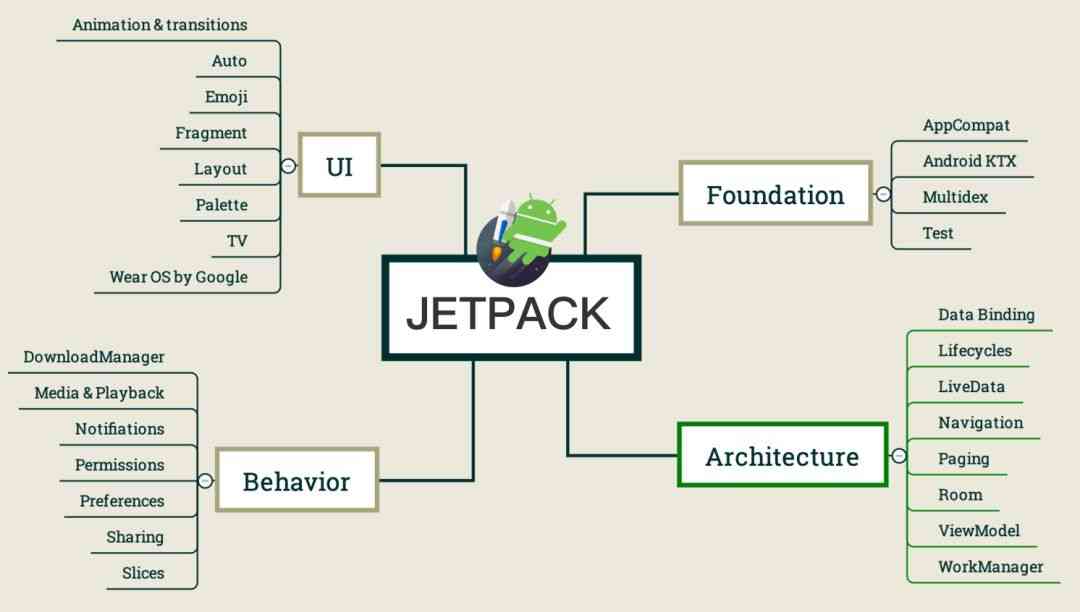 JETPACK
UI
Animation & transitions
Auto
Emoji
Fragment
Layout
Palette
TV
Wear OS by Google
Foundation
AppCompat
Android KTX
Multidex
Test
Behavior
DownloadManager
Media & Playback
Notifiations
Permissions
Preferences
Sharing
Slices
Architecture
Data Binding
Lifecycles
LiveData
Navigation
Paging
Room
ViewModel
WorkManager